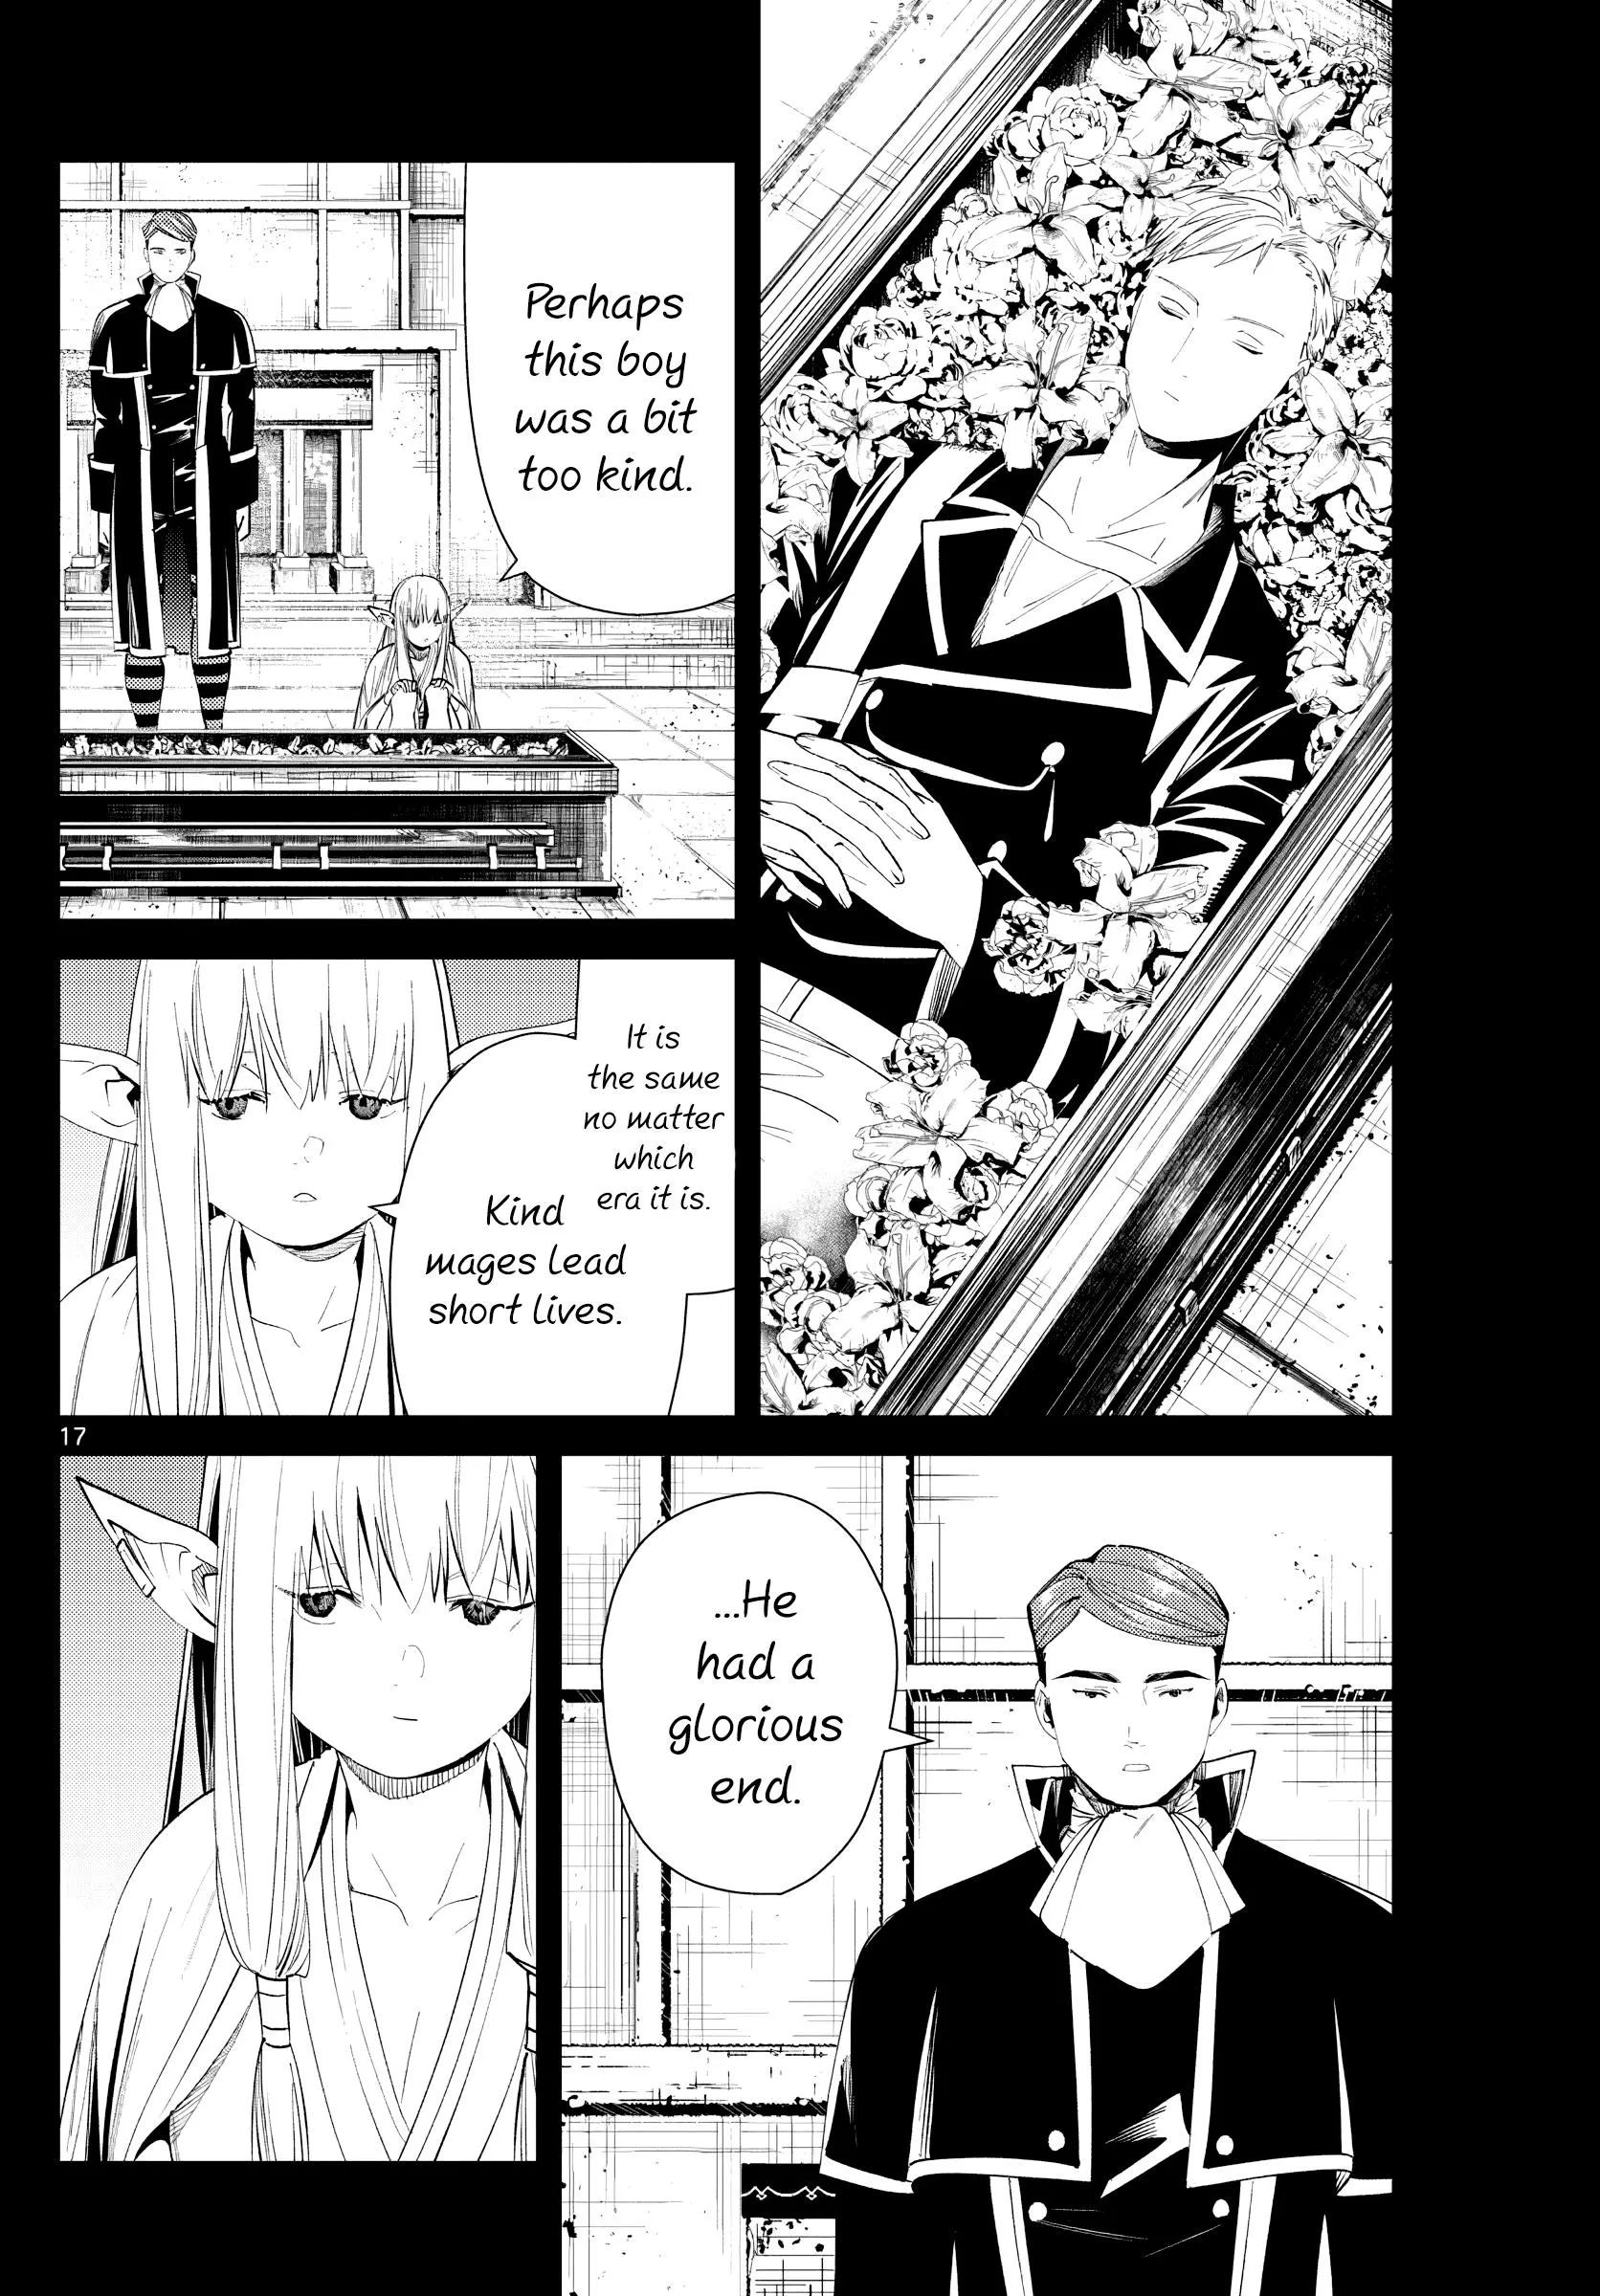 Perhaps
this boy
was a bit
too kind.
It is
the same
no matter
which
era it is.
Kind
mages lead
short lives.
17
...He
had a
glorious
end.